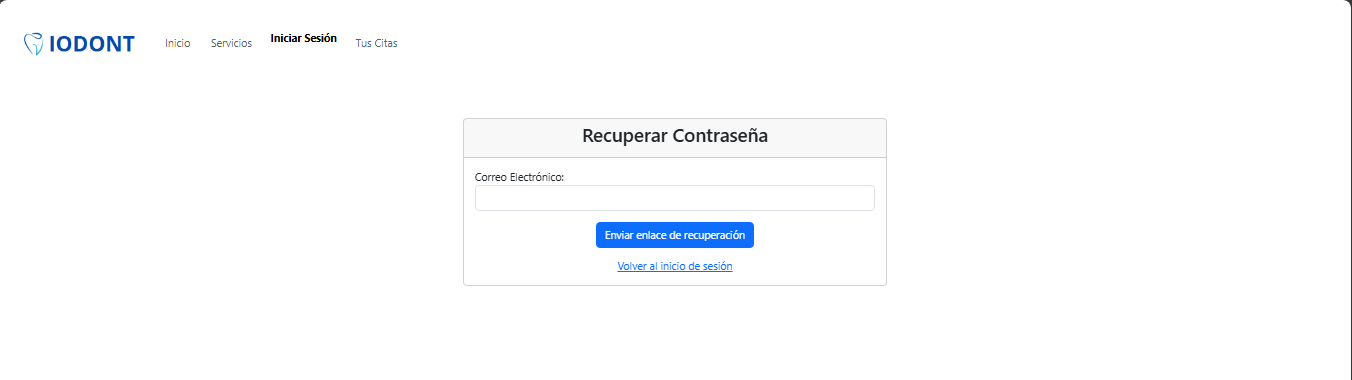 IODONT Inicio Servicios Iniciar Sesión Tus Citas
Recuperar Contraseña
Correo Electrónico:
Enviar enlace de recuperación
Volver al inicio de sesión